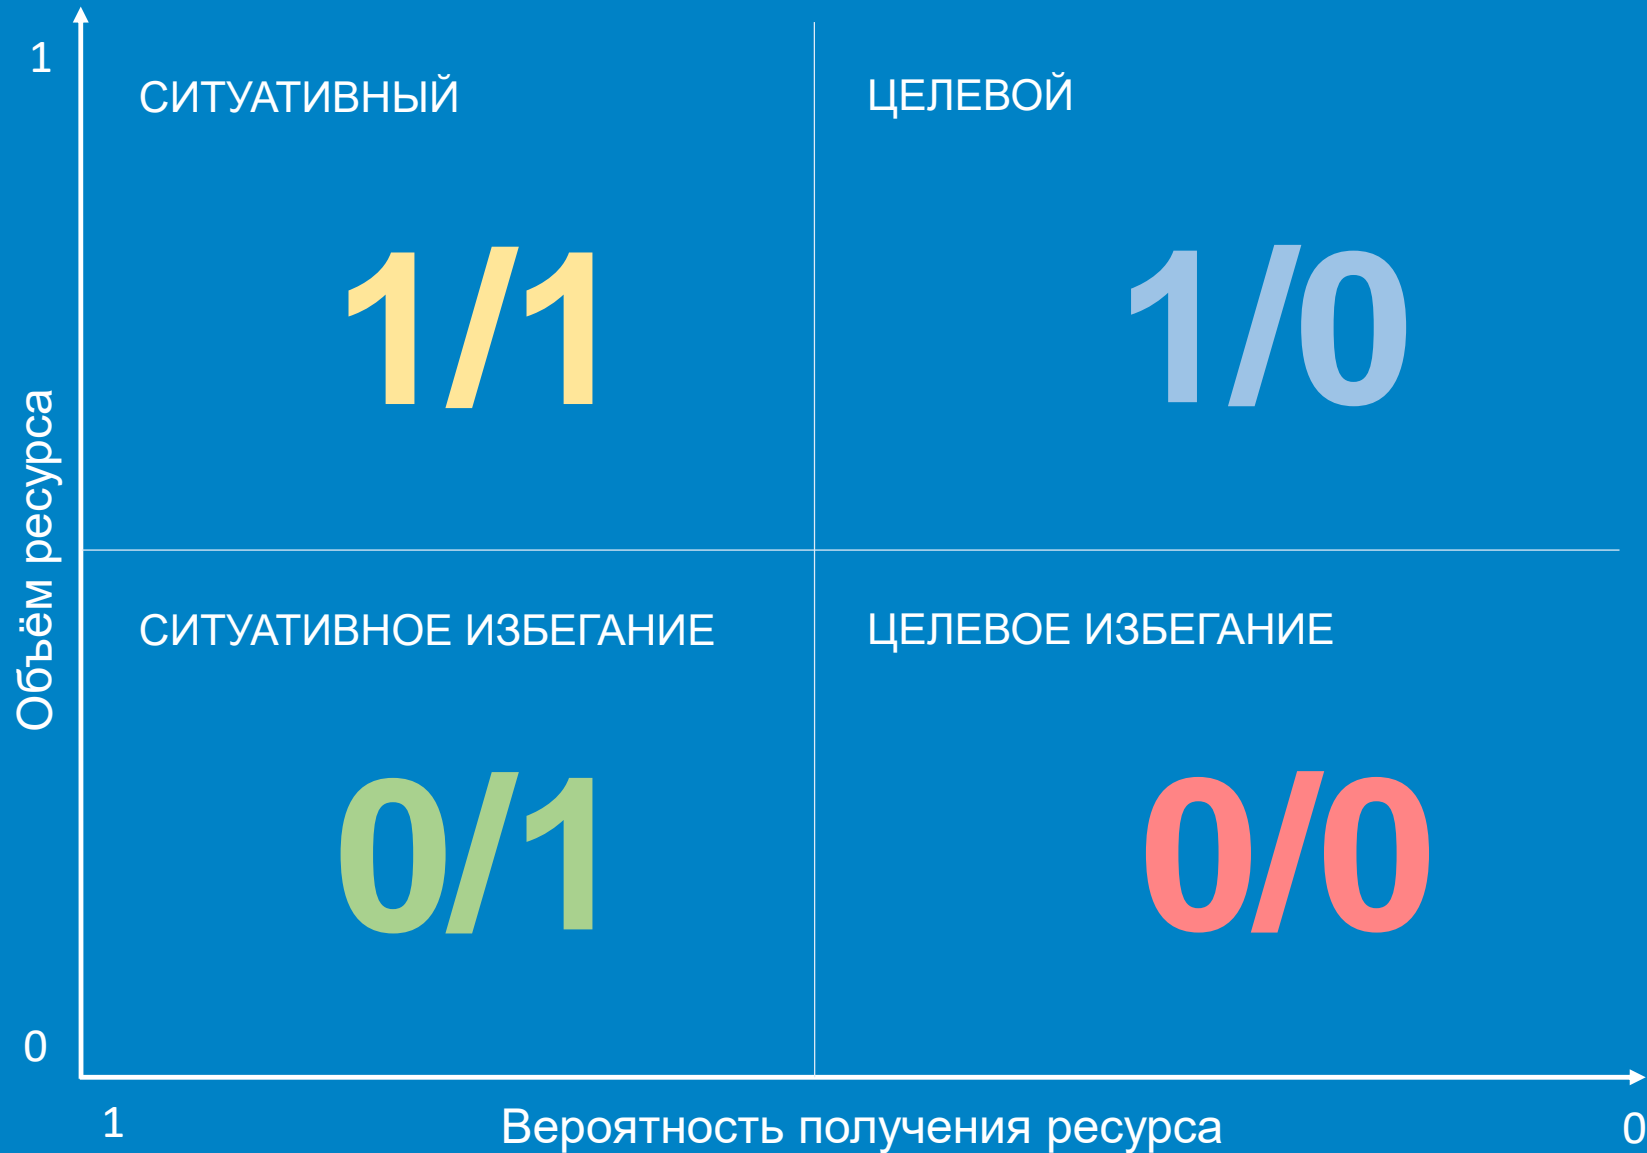 1
СИТУАТИВНЫЙ
ЦЕЛЕВОЙ
1/1
1/0
Объём ресурса
СИТУАТИВНОЕ ИЗБЕГАНИЕ
ЦЕЛЕВОЕ ИЗБЕГАНИЕ
0/1
0/0
0
1
Вероятность получения ресурса
0